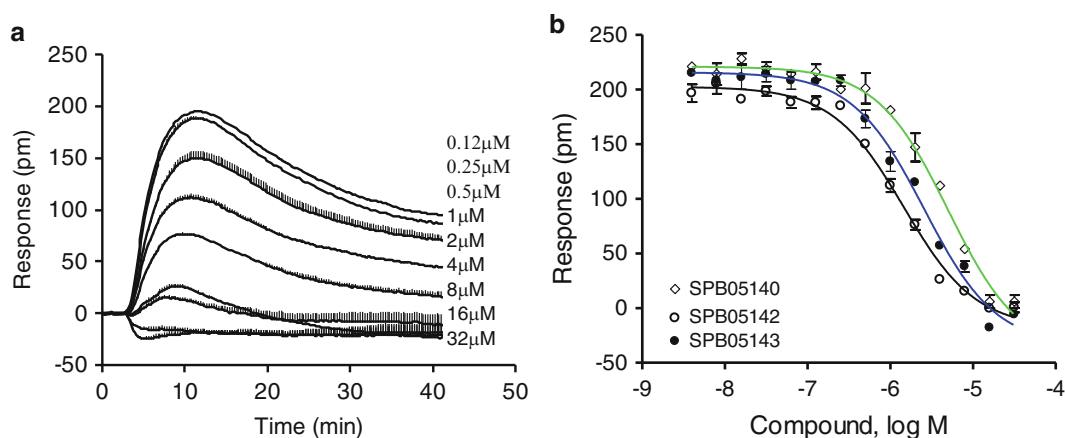 a
Response (pm)
250
200
150
100
50
0
-50
0 10 20 30 40 50
Time (min)
0.12µM
0.25µM
0.5µM
1µM
2µM
4µM
8µM
16µM
32µM
b
Response (pm)
250
200
150
100
50
0
-50
-9 -8 -7 -6 -5 -4
Compound, log M
SPB05140
SPB05142
SPB05143